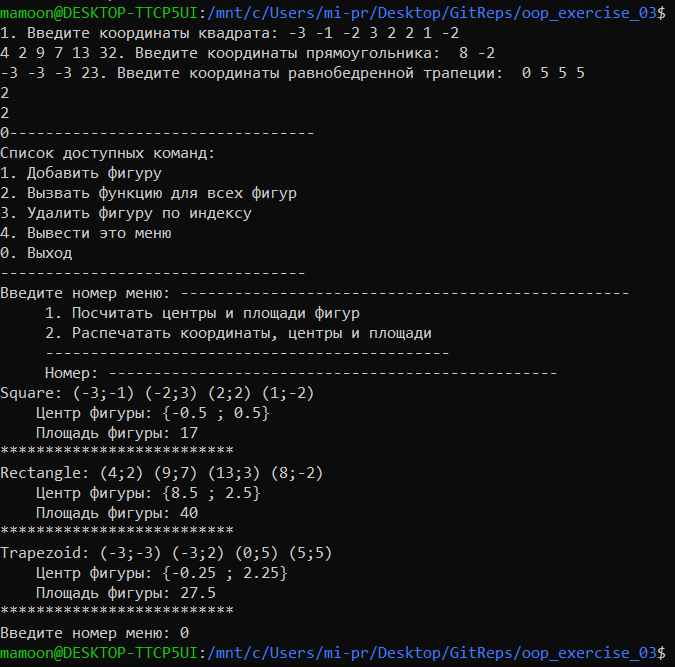 mamoon@DESKTOP-TTCP5UI:/mnt/c/Users/mi-pr/Desktop/GitReps/oop_exercise_03$
1. Введите координаты квадрата: -3 -1 -2 3 2 2 1 -2
4 2 9 7 13 32. Введите координаты прямоугольника:  8 -2
-3 -3 -3 23. Введите координаты равнобедренной трапеции:  0 5 5 5
2
2
0----------------------------------
Список доступных команд:
1. Добавить фигуру
2. Вызвать функцию для всех фигур
3. Удалить фигуру по индексу
4. Вывести это меню
0. Выход
----------------------------------
Введите номер меню: --------------------------------------------------
     1. Посчитать центры и площади фигур
     2. Распечатать координаты, центры и площади
     ---------------------------------------------
     Номер: --------------------------------------------------
Square: (-3;-1) (-2;3) (2;2) (1;-2)
    Центр фигуры: {-0.5 ; 0.5}
    Площадь фигуры: 17
**************************
Rectangle: (4;2) (9;7) (13;3) (8;-2)
    Центр фигуры: {8.5 ; 2.5}
    Площадь фигуры: 40
**************************
Trapezoid: (-3;-3) (-3;2) (0;5) (5;5)
    Центр фигуры: {-0.25 ; 2.25}
    Площадь фигуры: 27.5
**************************
Введите номер меню: 0
mamoon@DESKTOP-TTCP5UI:/mnt/c/Users/mi-pr/Desktop/GitReps/oop_exercise_03$